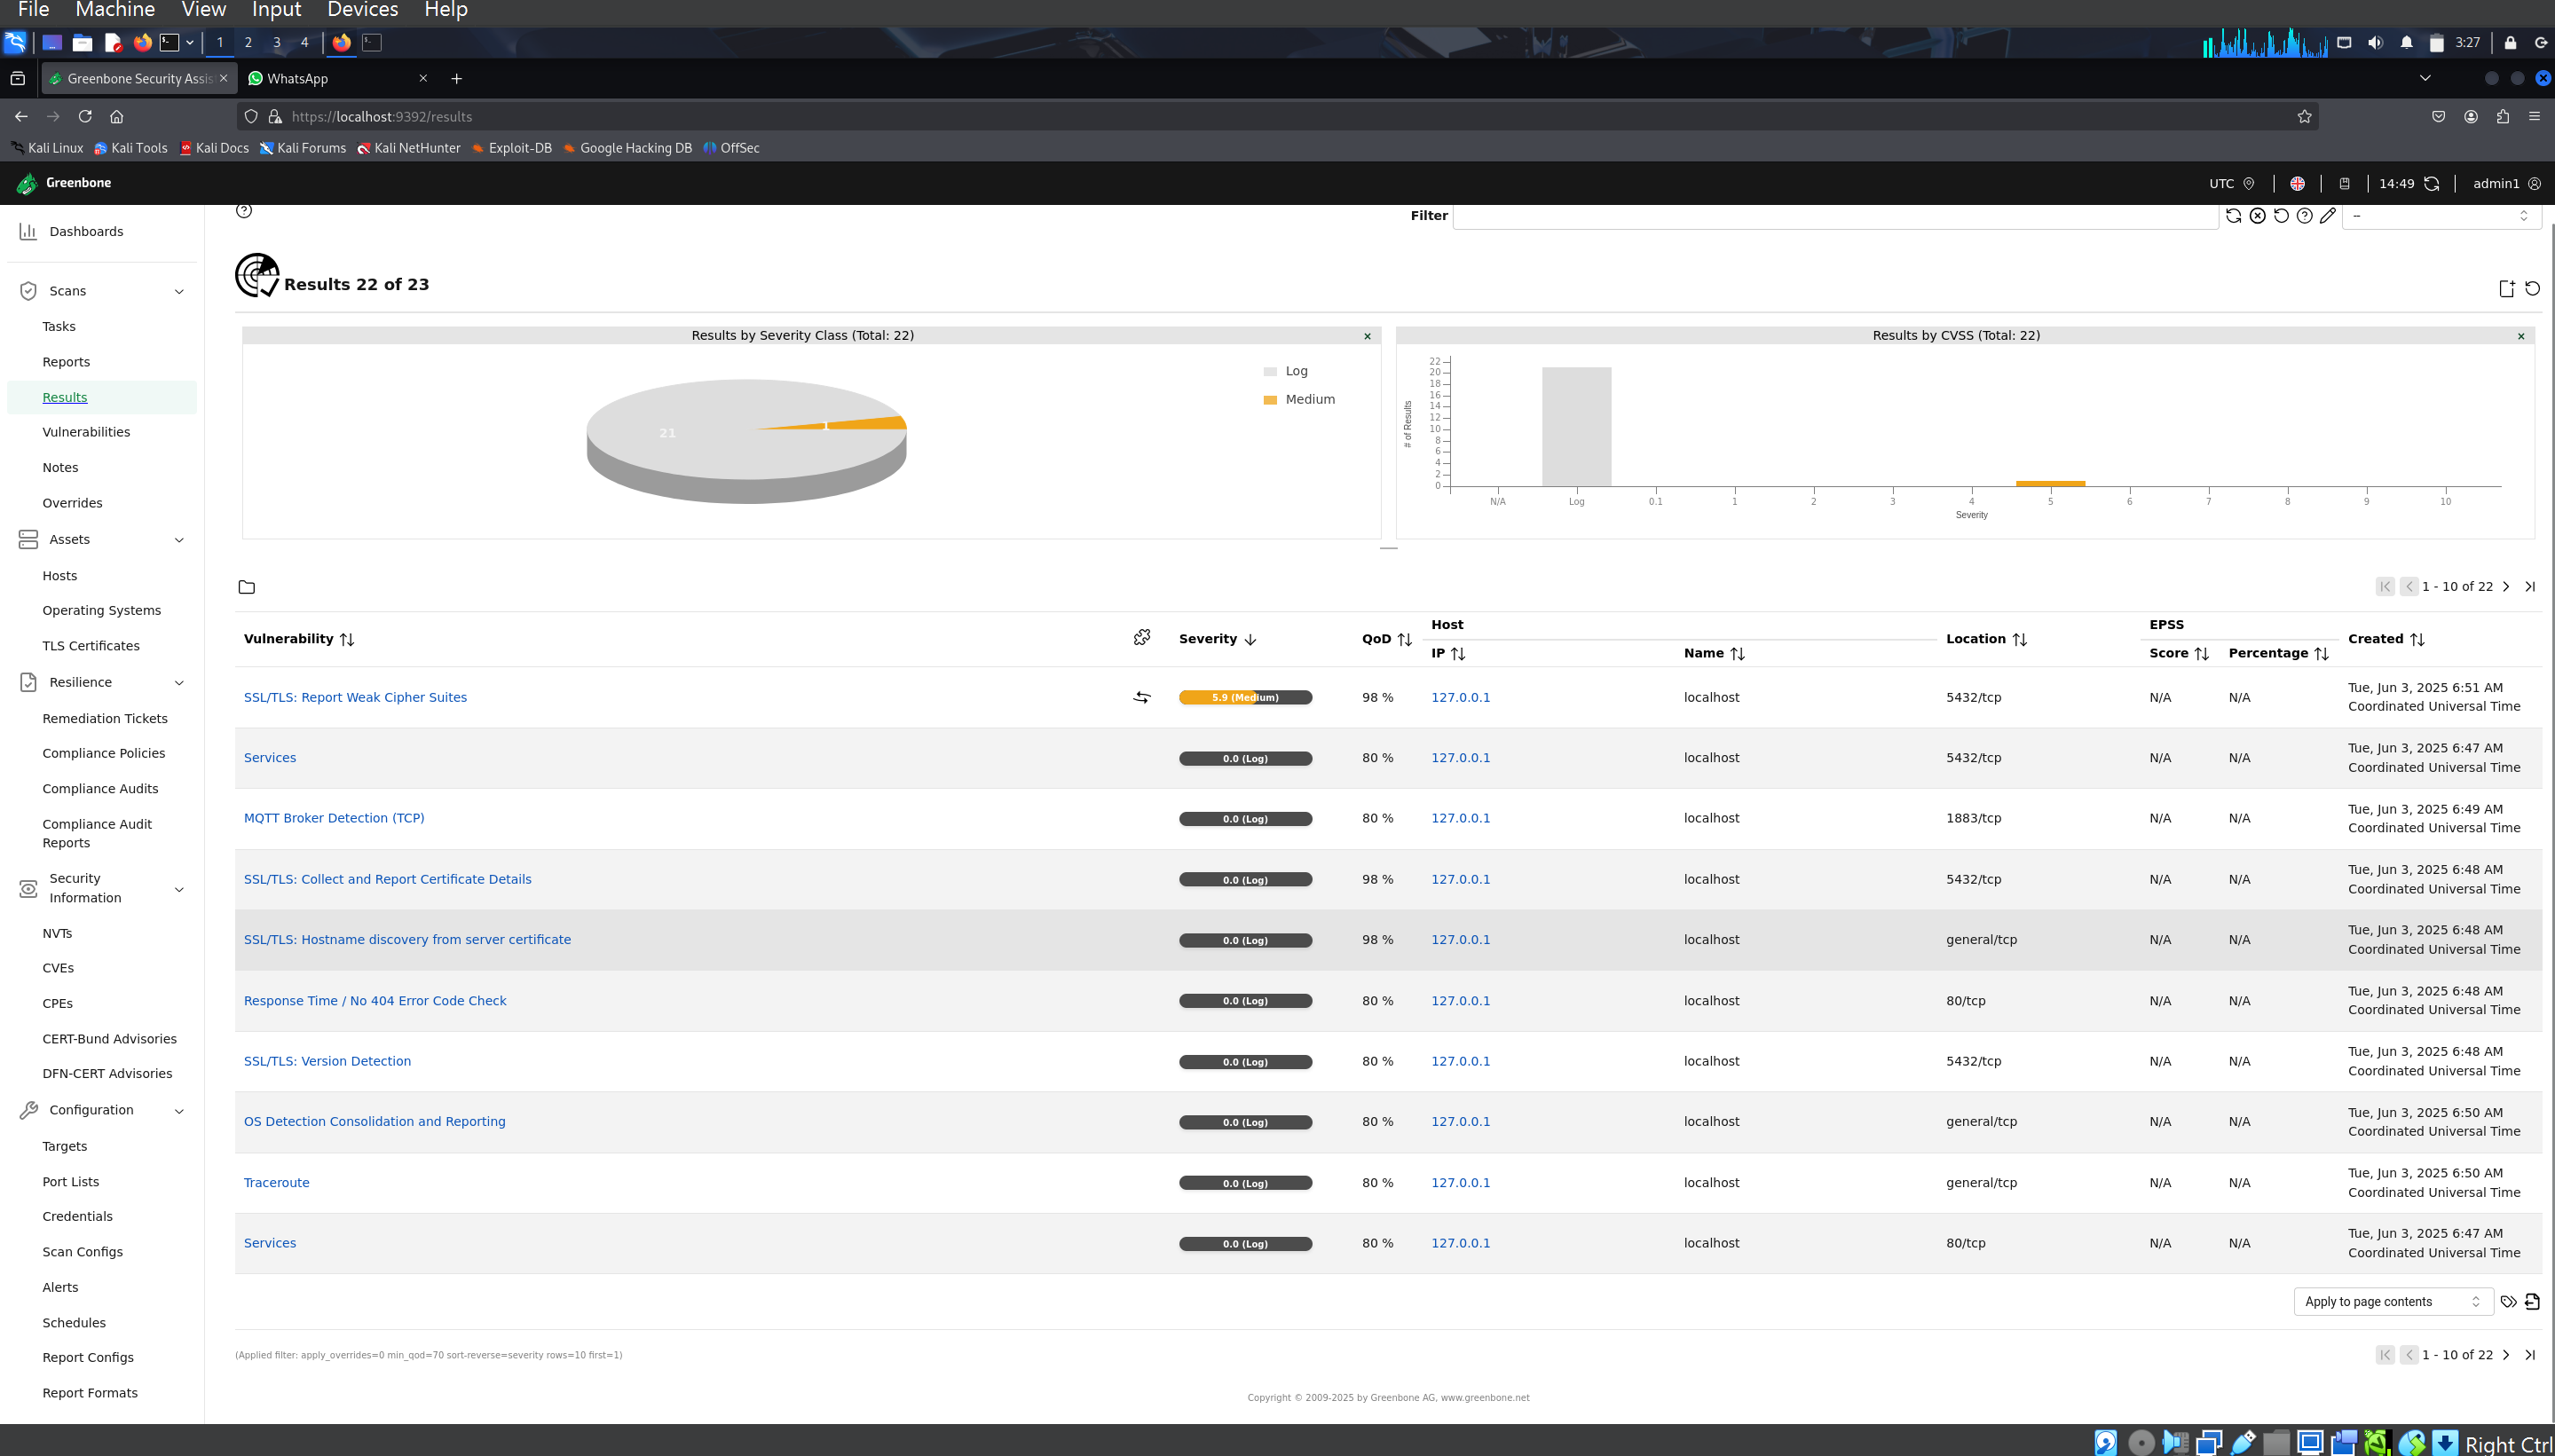 File Machine View Input Devices Help
1 2 3 4 3:27
Greenbone Security Assis WhatsApp
https://localhost:9392/results
Kali Linux Kali Tools Kali Docs Kali Forums Kali NetHunter Exploit-DB Google Hacking DB OffSec
Greenbone UTC 14:49 admin1
Dashboards
Scans
Tasks
Reports
Results
Vulnerabilities
Notes
Overrides
Assets
Hosts
Operating Systems
TLS Certificates
Resilience
Remediation Tickets
Compliance Policies
Compliance Audits
Compliance Audit
Reports
Security
Information
NVTs
CVEs
CPEs
CERT-Bund Advisories
DFN-CERT Advisories
Configuration
Targets
Port Lists
Credentials
Scan Configs
Alerts
Schedules
Report Configs
Report Formats
Filter --
Results 22 of 23
Results by Severity Class (Total: 22)
Log
Medium
21
1
Results by CVSS (Total: 22)
# of Results
22
20
18
16
14
12
10
8
6
4
2
0
N/A Log 0.1 1 2 3 4 5 6 7 8 9 10
Severity
1 - 10 of 22
Vulnerability Severity QoD Host Location EPSS Created
IP Name Score Percentage
SSL/TLS: Report Weak Cipher Suites 5.9 (Medium) 98 % 127.0.0.1 localhost 5432/tcp N/A N/A Tue, Jun 3, 2025 6:51 AM
Coordinated Universal Time
Services 0.0 (Log) 80 % 127.0.0.1 localhost 5432/tcp N/A N/A Tue, Jun 3, 2025 6:47 AM
Coordinated Universal Time
MQTT Broker Detection (TCP) 0.0 (Log) 80 % 127.0.0.1 localhost 1883/tcp N/A N/A Tue, Jun 3, 2025 6:49 AM
Coordinated Universal Time
SSL/TLS: Collect and Report Certificate Details 0.0 (Log) 98 % 127.0.0.1 localhost 5432/tcp N/A N/A Tue, Jun 3, 2025 6:48 AM
Coordinated Universal Time
SSL/TLS: Hostname discovery from server certificate 0.0 (Log) 98 % 127.0.0.1 localhost general/tcp N/A N/A Tue, Jun 3, 2025 6:48 AM
Coordinated Universal Time
Response Time / No 404 Error Code Check 0.0 (Log) 80 % 127.0.0.1 localhost 80/tcp N/A N/A Tue, Jun 3, 2025 6:48 AM
Coordinated Universal Time
SSL/TLS: Version Detection 0.0 (Log) 80 % 127.0.0.1 localhost 5432/tcp N/A N/A Tue, Jun 3, 2025 6:48 AM
Coordinated Universal Time
OS Detection Consolidation and Reporting 0.0 (Log) 80 % 127.0.0.1 localhost general/tcp N/A N/A Tue, Jun 3, 2025 6:50 AM
Coordinated Universal Time
Traceroute 0.0 (Log) 80 % 127.0.0.1 localhost general/tcp N/A N/A Tue, Jun 3, 2025 6:50 AM
Coordinated Universal Time
Services 0.0 (Log) 80 % 127.0.0.1 localhost 80/tcp N/A N/A Tue, Jun 3, 2025 6:47 AM
Coordinated Universal Time
Apply to page contents
(Applied filter: apply_overrides=0 min_qod=70 sort-reverse=severity rows=10 first=1)
1 - 10 of 22
Copyright © 2009-2025 by Greenbone AG, www.greenbone.net
Right Ctrl